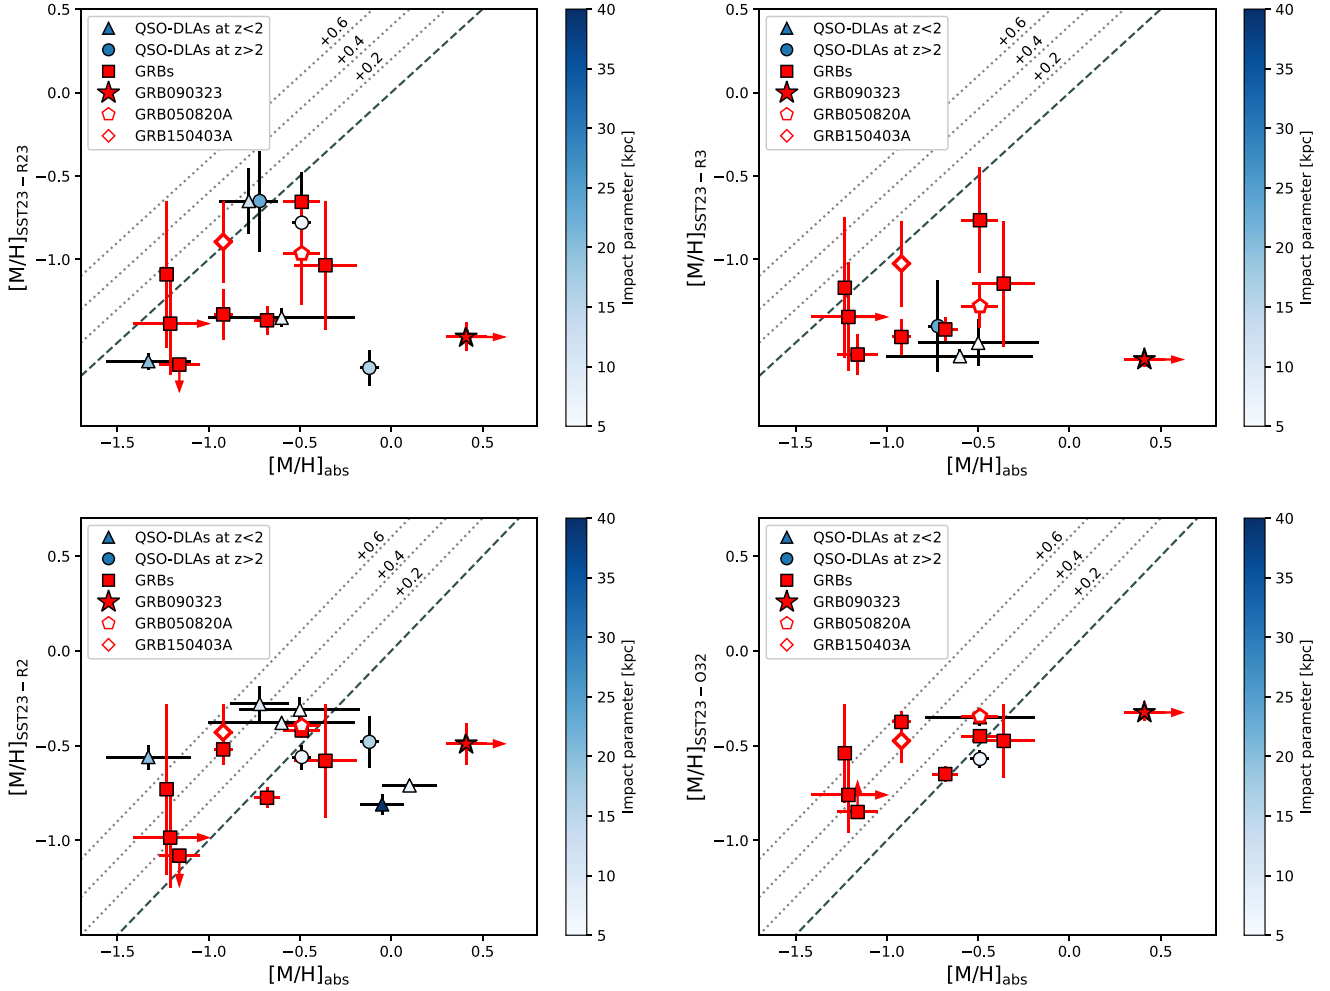 0.5
0.0
−0.5
−1.0
−1.5
[M/H]SST23−R23
−1.5
−1.0
−0.5
0.0
0.5
[M/H]abs
QSO-DLAs at z<2
QSO-DLAs at z>2
GRBs
GRB090323
GRB050820A
GRB150403A
+0.6
+0.4
+0.2
40
35
30
25
20
15
10
5
Impact parameter [kpc]
0.5
0.0
−0.5
−1.0
−1.5
[M/H]SST23−R3
−1.5
−1.0
−0.5
0.0
0.5
[M/H]abs
QSO-DLAs at z<2
QSO-DLAs at z>2
GRBs
GRB090323
GRB050820A
GRB150403A
+0.6
+0.4
+0.2
40
35
30
25
20
15
10
5
Impact parameter [kpc]
0.5
0.0
−0.5
−1.0
[M/H]SST23−R2
−1.5
−1.0
−0.5
0.0
0.5
[M/H]abs
QSO-DLAs at z<2
QSO-DLAs at z>2
GRBs
GRB090323
GRB050820A
GRB150403A
+0.6
+0.4
+0.2
40
35
30
25
20
15
10
5
Impact parameter [kpc]
0.5
0.0
−0.5
−1.0
[M/H]SST23−O32
−1.5
−1.0
−0.5
0.0
0.5
[M/H]abs
QSO-DLAs at z<2
QSO-DLAs at z>2
GRBs
GRB090323
GRB050820A
GRB150403A
+0.6
+0.4
+0.2
40
35
30
25
20
15
10
5
Impact parameter [kpc]